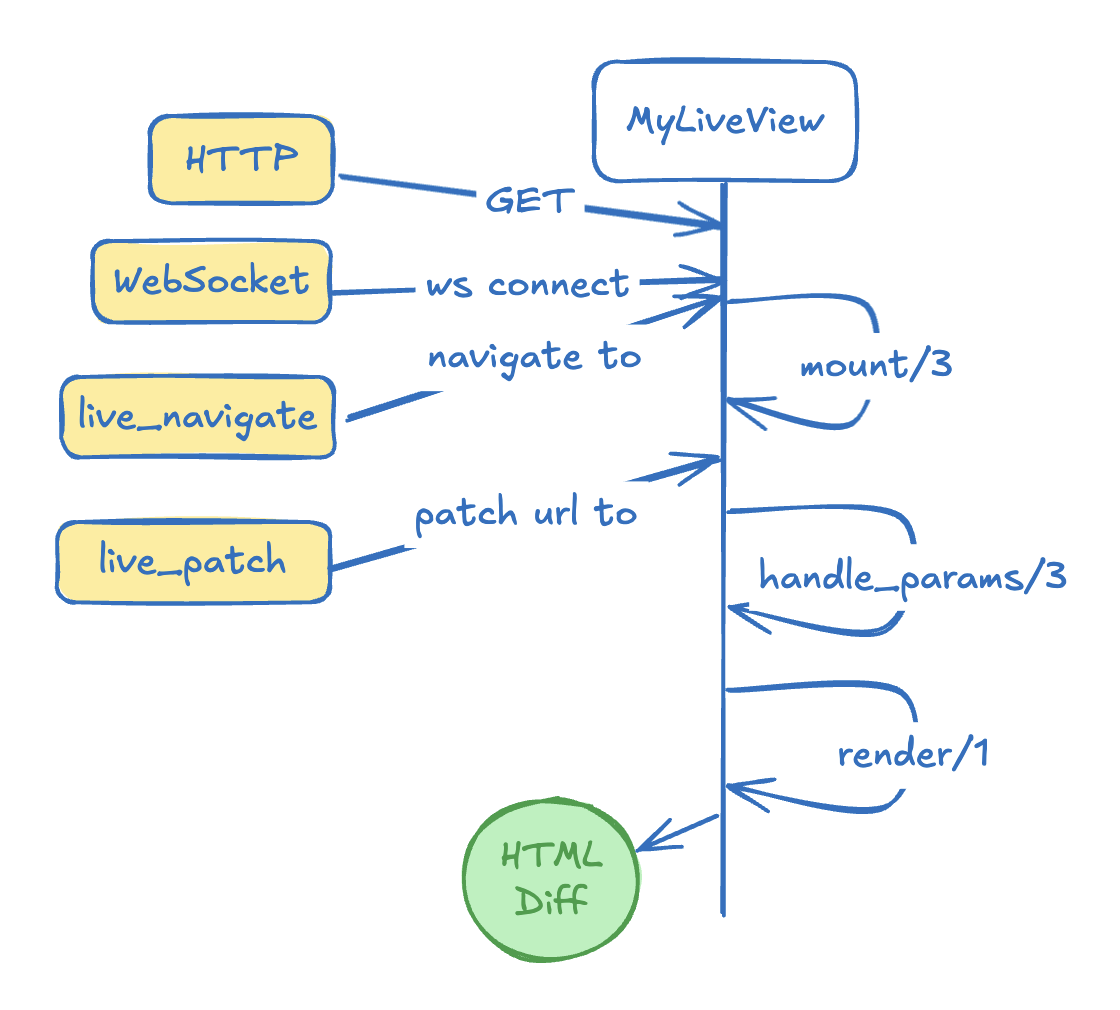 MyLiveView
HTTP
GET
WebSocket
ws connect
navigate to
mount/3
live_navigate
patch url to
live_patch
handle_params/3
render/1
HTML
Diff